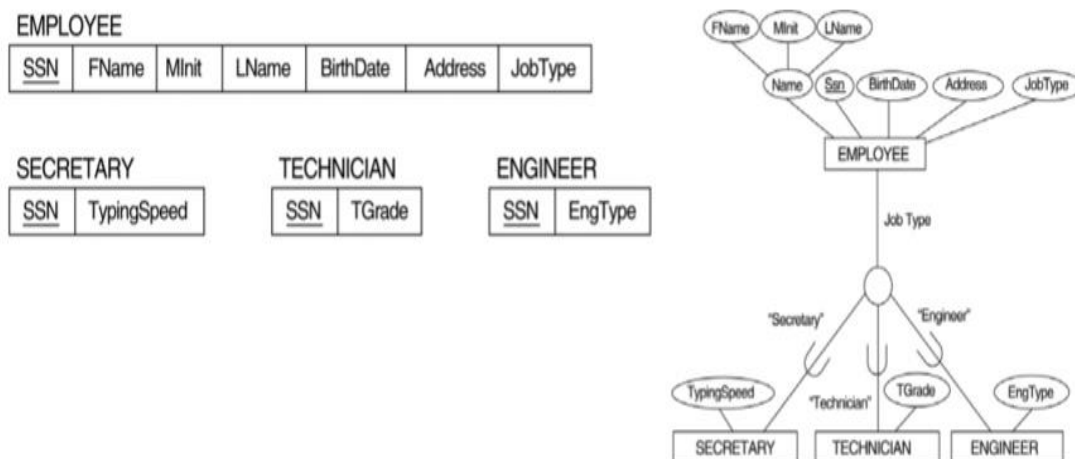 EMPLOYEE
SSN FName MInit LName BirthDate Address JobType
SECRETARY
SSN TypingSpeed
TECHNICIAN
SSN TGrade
ENGINEER
SSN EngType
FName MInit LName
Name Ssn BirthDate Address JobType
EMPLOYEE
Job Type
"Secretary" "Engineer"
"Technician"
TypingSpeed TGrade EngType
SECRETARY TECHNICIAN ENGINEER